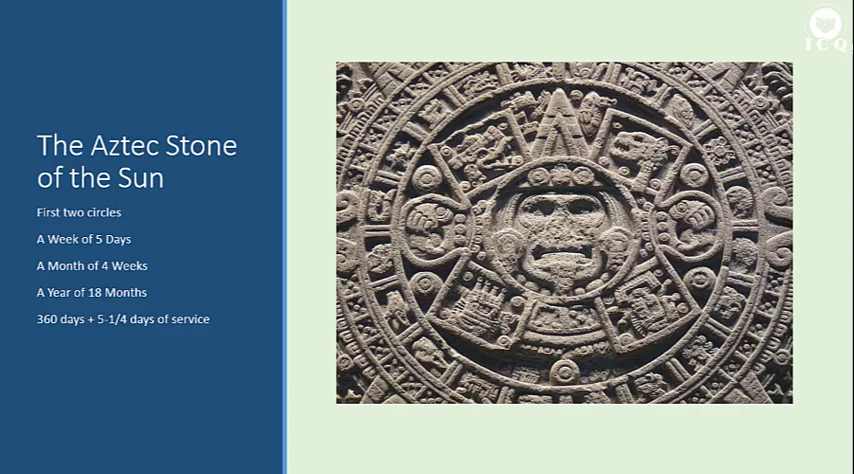 The Aztec Stone
of the Sun
First two circles
A Week of 5 Days
A Month of 4 Weeks
A Year of 18 Months
360 days + 5-1/4 days of service
ICQ